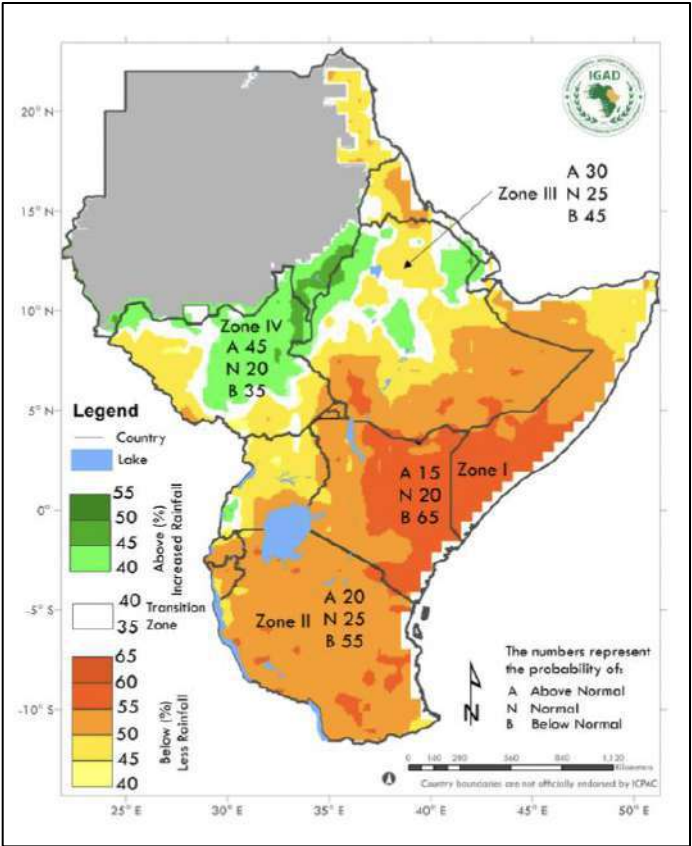 IGAD
20° N
15° N
10° N
5° N
0°
-5° S
-10° S
A 30
Zone III N 25
B 45
Zone IV
A 45
N 20
B 35
A 15 Zone I
N 20
B 65
A 20
Zone II N 25
B 55
Legend
Country
Lake
55
50
45
40
Above (%)
Increased Rainfall
40
35
Transition
Zone
65
60
55
50
45
40
Below (%)
Less Rainfall
The numbers represent
the probability of:
A Above Normal
N Normal
B Below Normal
N
Kilometers
Country boundaries are not officially endorsed by ICPAC
25° E 30° E 35° E 40° E 45° E 50° E